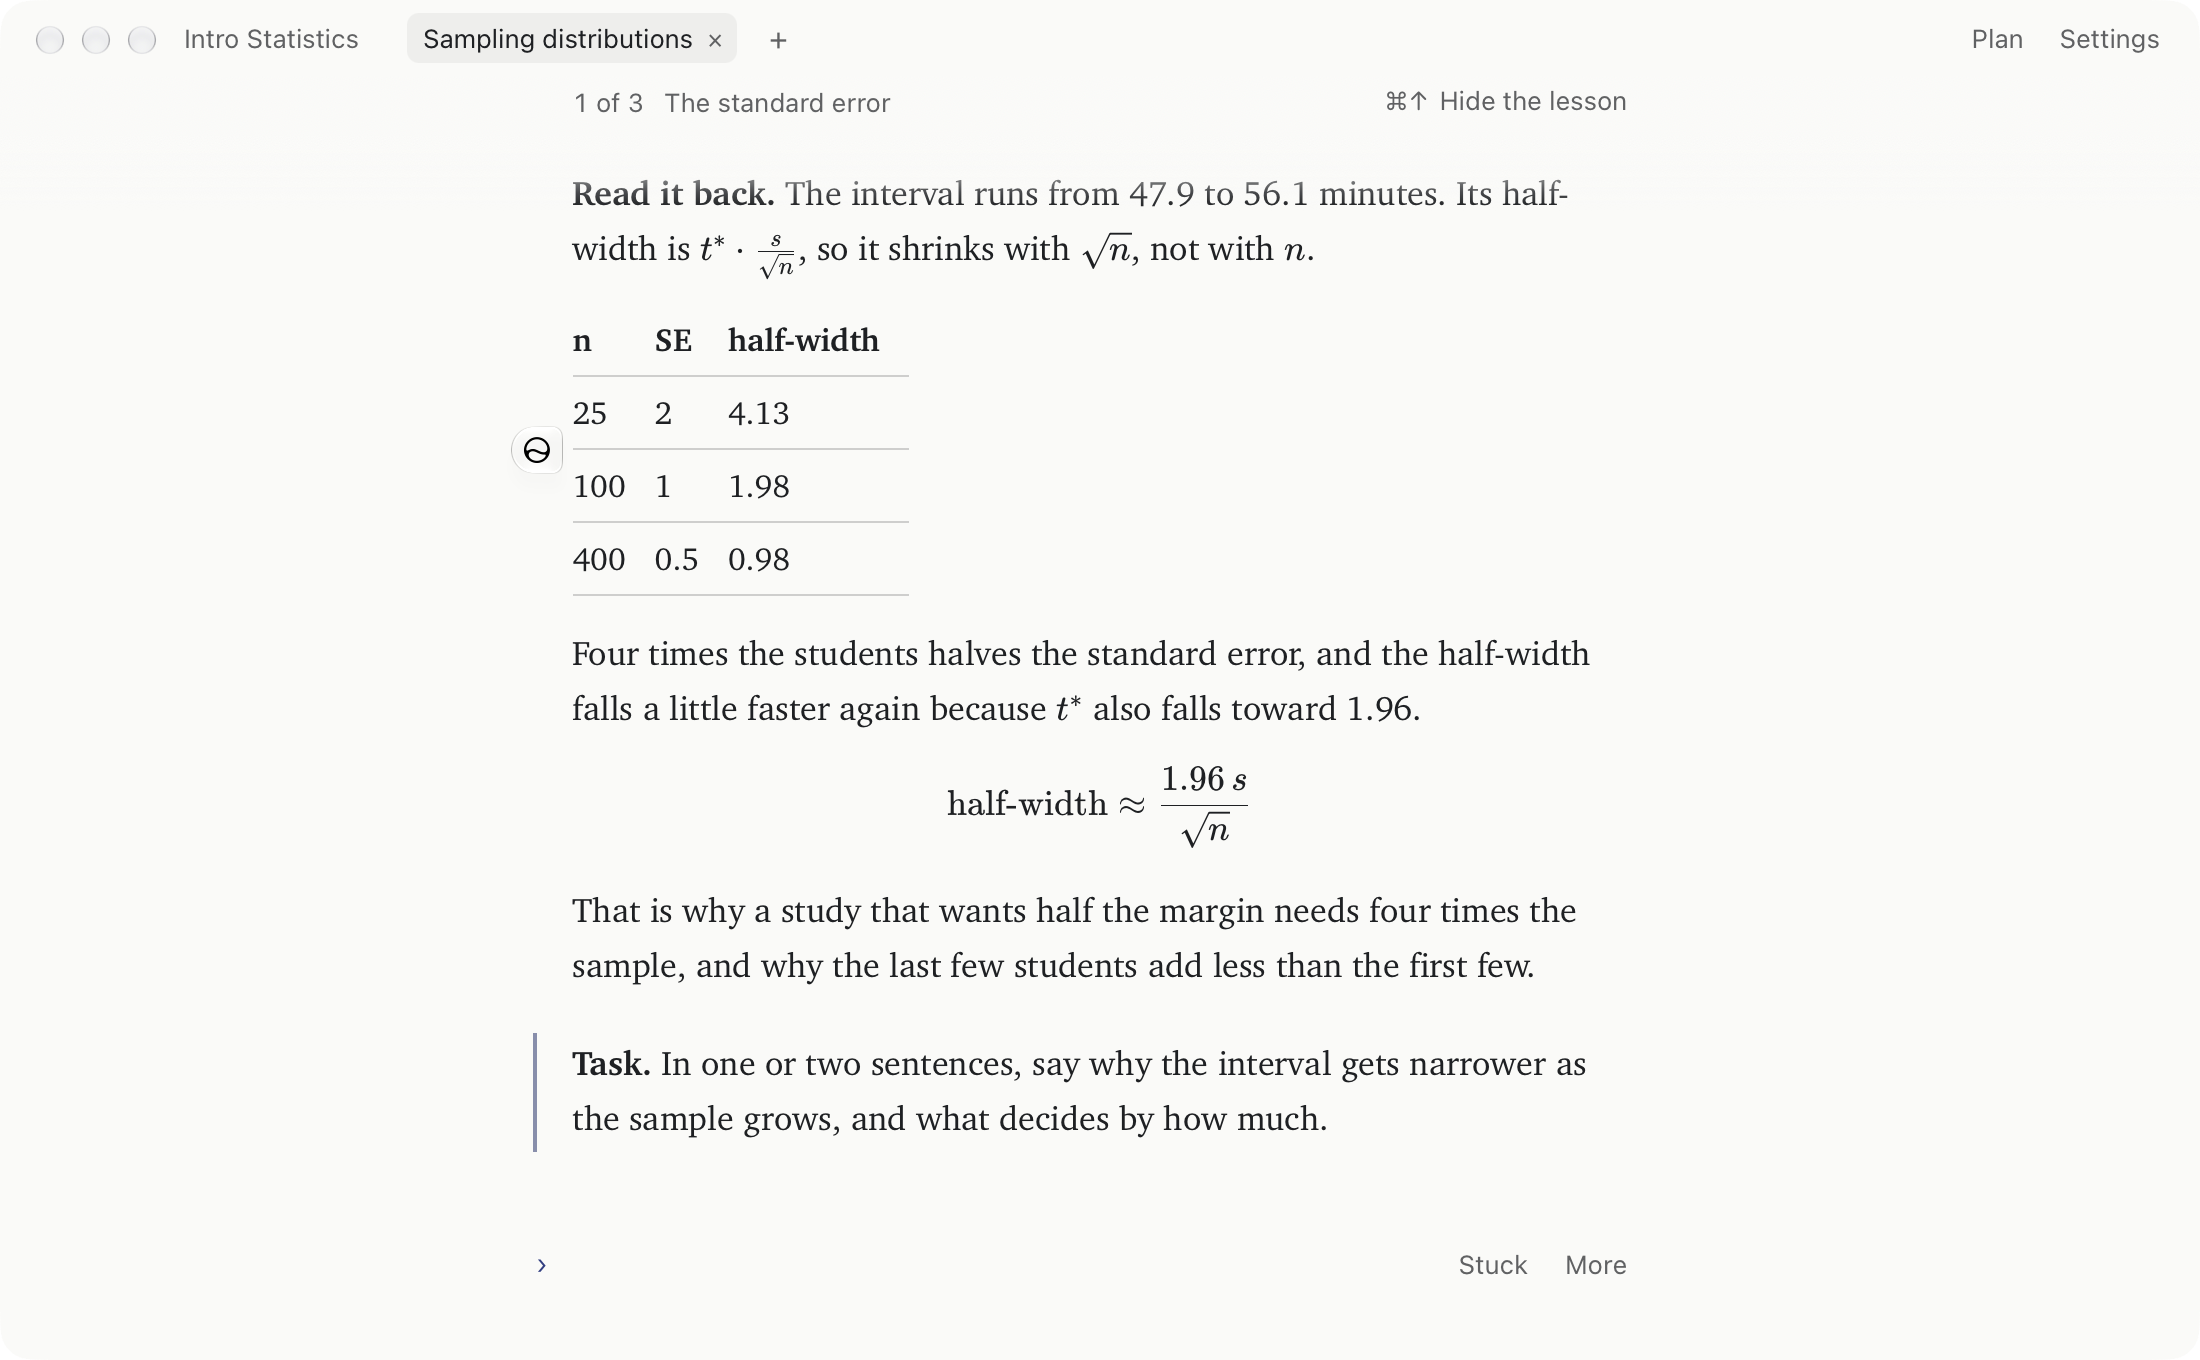 Intro Statistics
Sampling distributions × +
Plan Settings
1 of 3 The standard error
⌘↑ Hide the lesson
Read it back. The interval runs from 47.9 to 56.1 minutes. Its half-
width is t* · s/√n, so it shrinks with √n, not with n.
n SE half-width
25 2 4.13
100 1 1.98
400 0.5 0.98
Four times the students halves the standard error, and the half-width
falls a little faster again because t* also falls toward 1.96.
half-width ≈ 1.96 s/√n
That is why a study that wants half the margin needs four times the
sample, and why the last few students add less than the first few.
Task. In one or two sentences, say why the interval gets narrower as
the sample grows, and what decides by how much.
› Stuck More